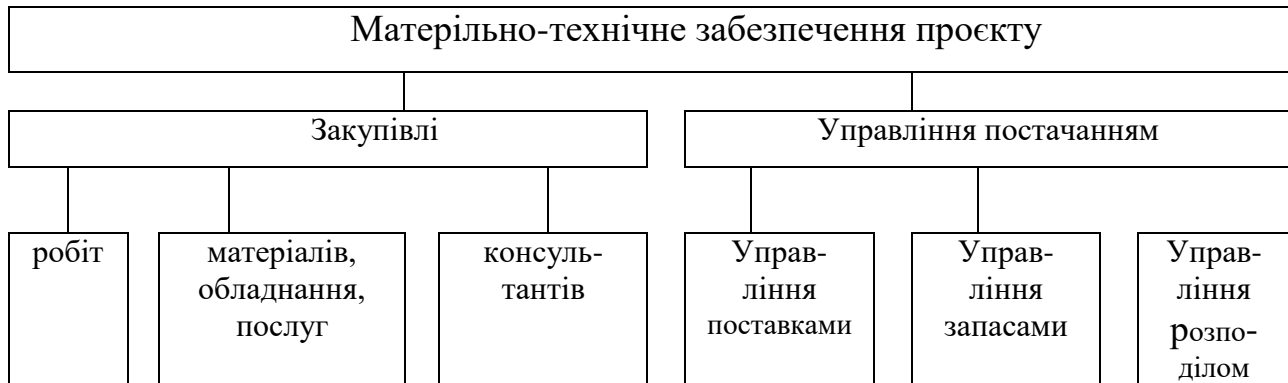 Матерільно-технічне забезпечення проєкту
Закупівлі
Управління постачанням
робіт
матеріалів,
обладнання,
послуг
консуль-
тантів
Управ-
ління
поставками
Управ-
ління
запасами
Управ-
ління
розпо-
ділом